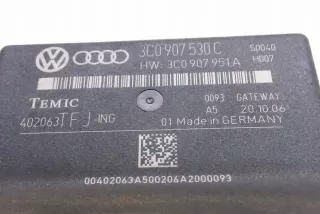 3C0 907 530 C S0040
HW: 3C0 907 951A H007
TEMIC 0093 GATEWAY
402063TFJ-ING A5 20.10.06
01 Made in GERMANY
00402063A500206A2000093